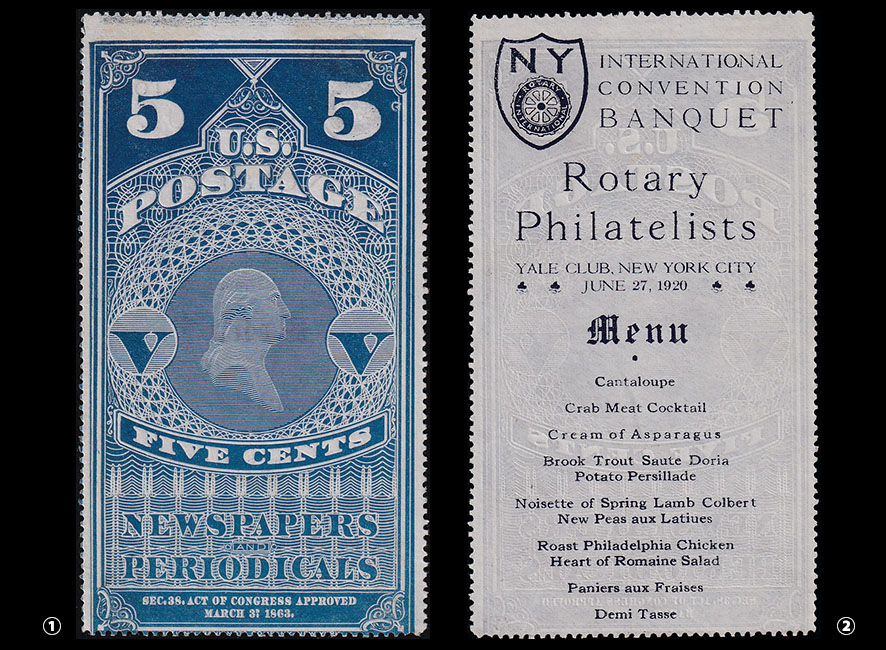 5 5
U.S.
POSTAGE
V V
FIVE CENTS
NEWSPAPERS
AND
PERIODICALS
SEC. 38. ACT OF CONGRESS APPROVED
MARCH 3ᴅ 1863.
①
NY
ROTARY
INTERNATIONAL
INTERNATIONAL
CONVENTION
BANQUET
Rotary
Philatelists
YALE CLUB, NEW YORK CITY
JUNE 27, 1920
Menu
Cantaloupe
Crab Meat Cocktail
Cream of Asparagus
Brook Trout Saute Doria
Potato Persillade
Noisette of Spring Lamb Colbert
New Peas aux Latiues
Roast Philadelphia Chicken
Heart of Romaine Salad
Paniers aux Fraises
Demi Tasse
②